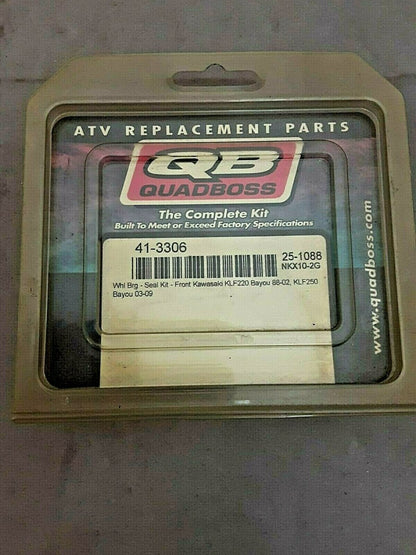 ATV REPLACEMENT PARTS
QB
QUADBOSS
The Complete Kit
Built To Meet or Exceed Factory Specifications
41-3306
25-1088
NKX10-2G
Whl Brg - Seal Kit - Front Kawasaki KLF220 Bayou 88-02, KLF250
Bayou 03-09
www.quadboss.com